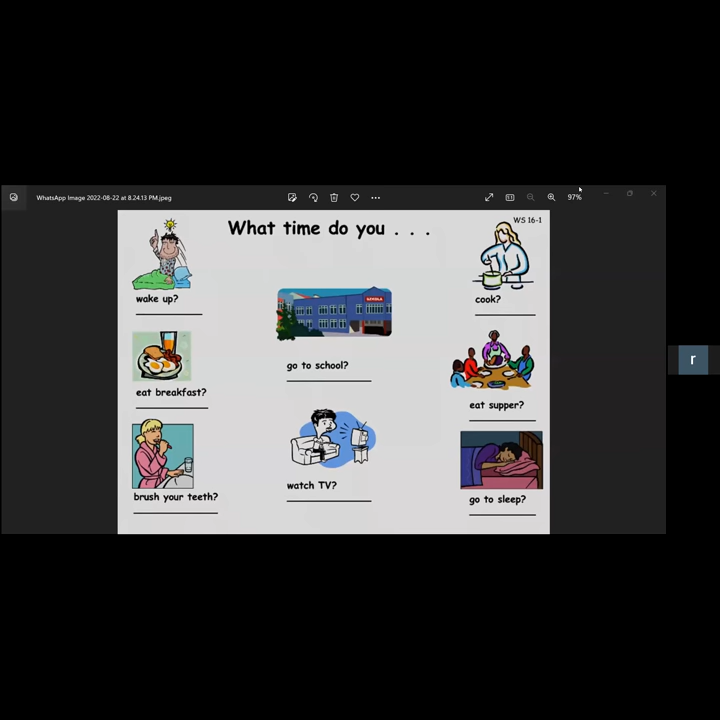 WhatsApp Image 2022-08-22 at 8.24.13 PM.jpeg
97%
WS 16-1
What time do you . . .
wake up?
cook?
go to school?
eat breakfast?
eat supper?
brush your teeth?
watch TV?
go to sleep?
r